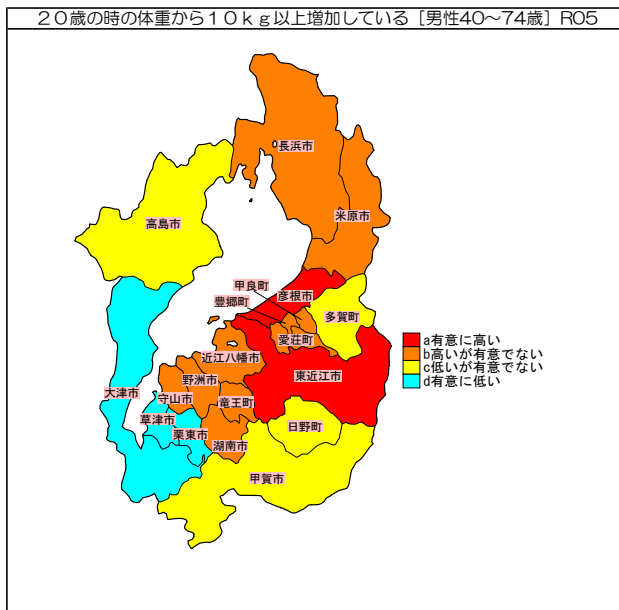 ２０歳の時の体重から１０ｋｇ以上増加している［男性40～74歳］R05
長浜市
米原市
高島市
甲良町
彦根市
豊郷町
多賀町
愛荘町
近江八幡市
東近江市
野洲市
大津市
守山市
竜王町
草津市
栗東市
日野町
湖南市
甲賀市
a有意に高い
b高いが有意でない
c低いが有意でない
d有意に低い